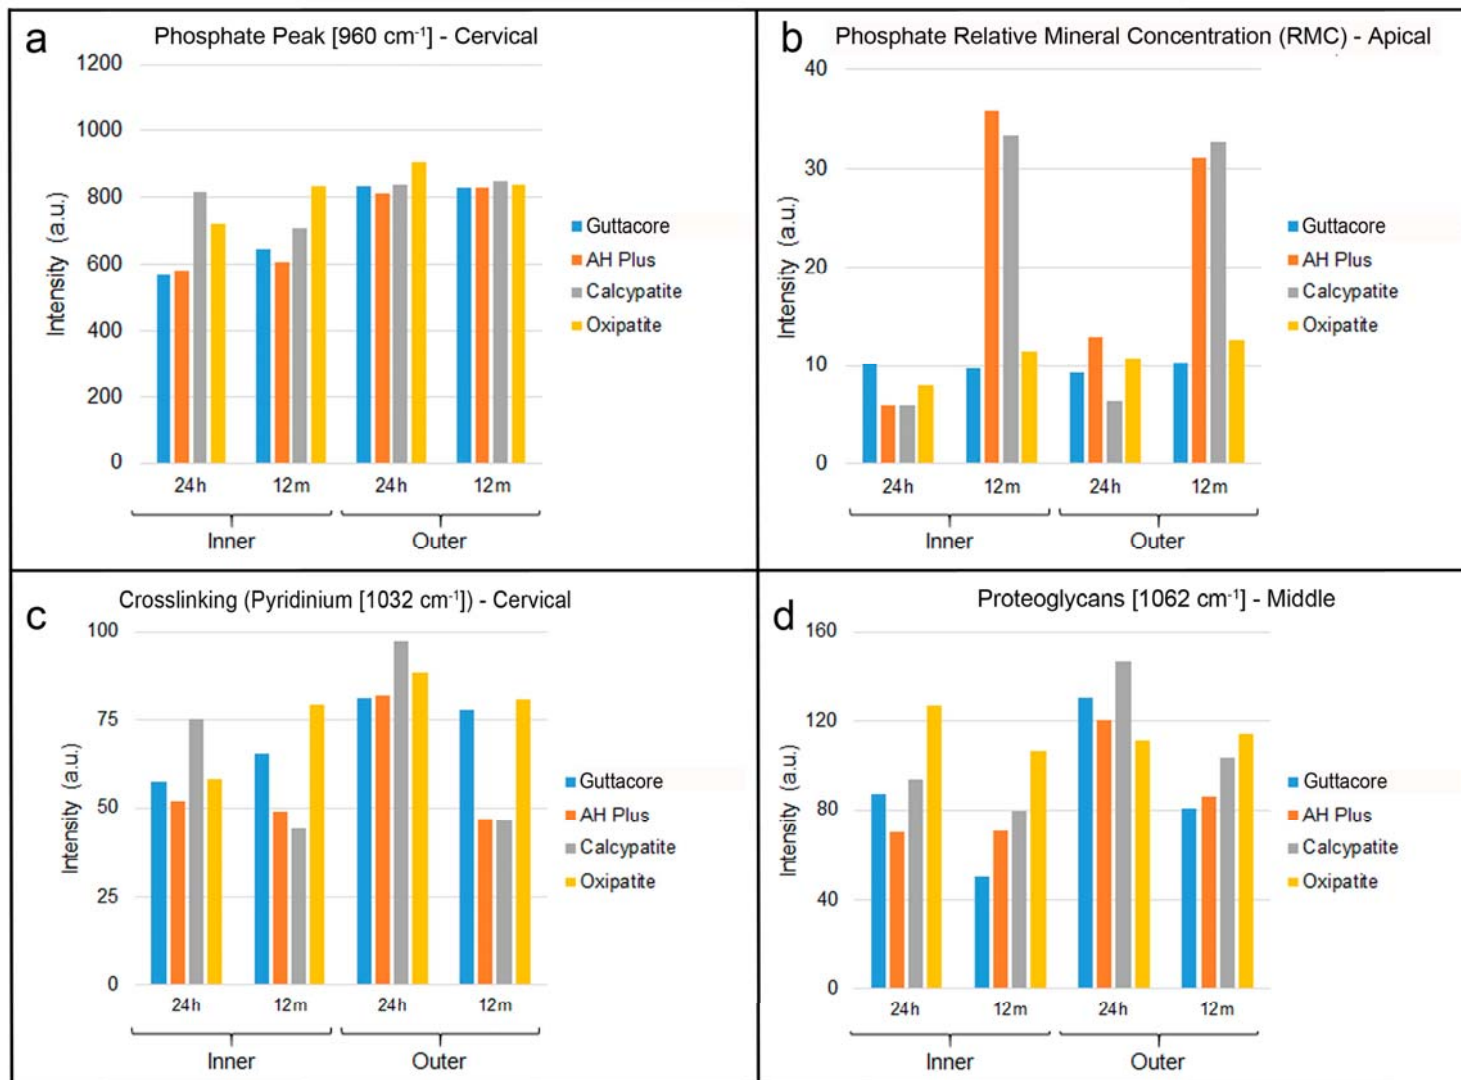 a
Phosphate Peak [960 cm⁻¹] - Cervical
1200
1000
800
600
400
200
0
Intensity (a.u.)
24h 12m 24h 12m
Inner Outer
Guttacore
AH Plus
Calcypatite
Oxipatite
b
Phosphate Relative Mineral Concentration (RMC) - Apical
40
30
20
10
0
Intensity (a.u.)
24h 12m 24h 12m
Inner Outer
Guttacore
AH Plus
Calcypatite
Oxipatite
c
Crosslinking (Pyridinium [1032 cm⁻¹]) - Cervical
100
75
50
25
0
Intensity (a.u.)
24h 12m 24h 12m
Inner Outer
Guttacore
AH Plus
Calcypatite
Oxipatite
d
Proteoglycans [1062 cm⁻¹] - Middle
160
120
80
40
0
Intensity (a.u.)
24h 12m 24h 12m
Inner Outer
Guttacore
AH Plus
Calcypatite
Oxipatite